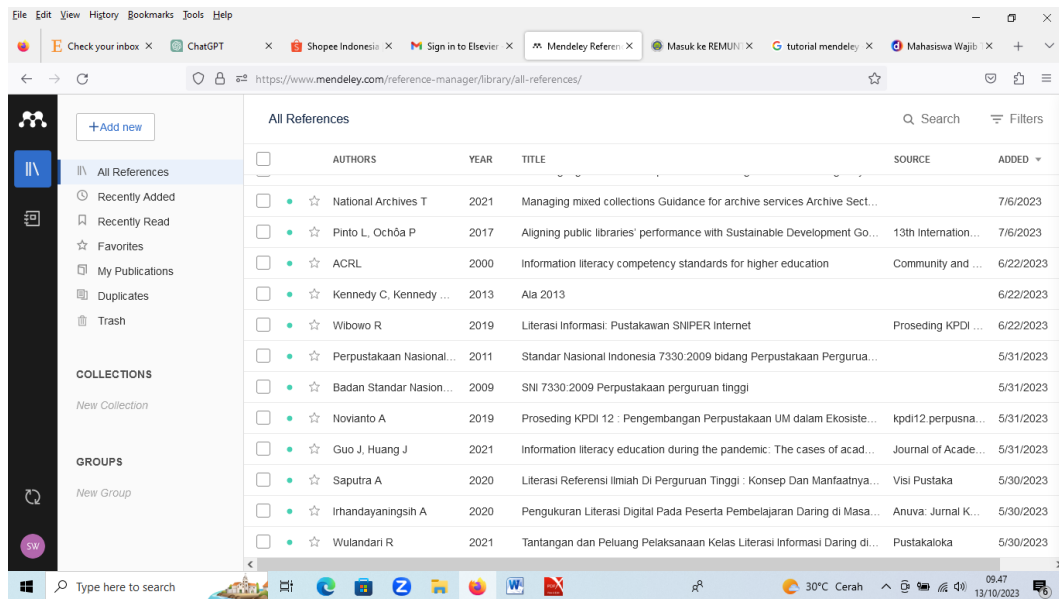 File Edit View History Bookmarks Tools Help
Check your inbox
ChatGPT
Shopee Indonesia
Sign in to Elsevier
Mendeley Referen
Masuk ke REMUN
tutorial mendeley
Mahasiswa Wajib
https://www.mendeley.com/reference-manager/library/all-references/
+Add new
All References
Recently Added
Recently Read
Favorites
My Publications
Duplicates
Trash
COLLECTIONS
New Collection
GROUPS
New Group
SW
All References
Search Filters
AUTHORS YEAR TITLE SOURCE ADDED
National Archives T 2021 Managing mixed collections Guidance for archive services Archive Sect... 7/6/2023
Pinto L, Ochôa P 2017 Aligning public libraries' performance with Sustainable Development Go... 13th Internation... 7/6/2023
ACRL 2000 Information literacy competency standards for higher education Community and ... 6/22/2023
Kennedy C, Kennedy ... 2013 Ala 2013 6/22/2023
Wibowo R 2019 Literasi Informasi: Pustakawan SNIPER Internet Proseding KPDI ... 6/22/2023
Perpustakaan Nasional... 2011 Standar Nasional Indonesia 7330:2009 bidang Perpustakaan Pergurua... 5/31/2023
Badan Standar Nasion... 2009 SNI 7330:2009 Perpustakaan perguruan tinggi 5/31/2023
Novianto A 2019 Proseding KPDI 12 : Pengembangan Perpustakaan UM dalam Ekosiste... kpdi12.perpusna... 5/31/2023
Guo J, Huang J 2021 Information literacy education during the pandemic: The cases of acad... Journal of Acade... 5/31/2023
Saputra A 2020 Literasi Referensi Ilmiah Di Perguruan Tinggi : Konsep Dan Manfaatnya... Visi Pustaka 5/30/2023
Irhandayaningsih A 2020 Pengukuran Literasi Digital Pada Peserta Pembelajaran Daring di Masa... Anuva: Jurnal K... 5/30/2023
Wulandari R 2021 Tantangan dan Peluang Pelaksanaan Kelas Literasi Informasi Daring di... Pustakaloka 5/30/2023
Type here to search
30°C Cerah
09.47
13/10/2023
6